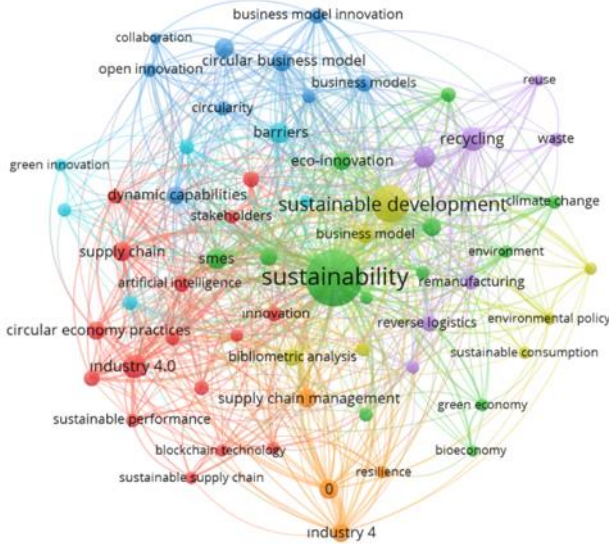 business model innovation
collaboration
circular business model
open innovation
business models
reuse
circularity
barriers
recycling
waste
green innovation
eco-innovation
dynamic capabilities
sustainable development
climate change
stakeholders
business model
supply chain
smes
environment
sustainability
artificial intelligence
remanufacturing
innovation
circular economy practices
reverse logistics
environmental policy
bibliometric analysis
sustainable consumption
ındustry 4.0
supply chain management
green economy
sustainable performance
blockchain technology
bioeconomy
resilience
sustainable supply chain
0
ındustry 4